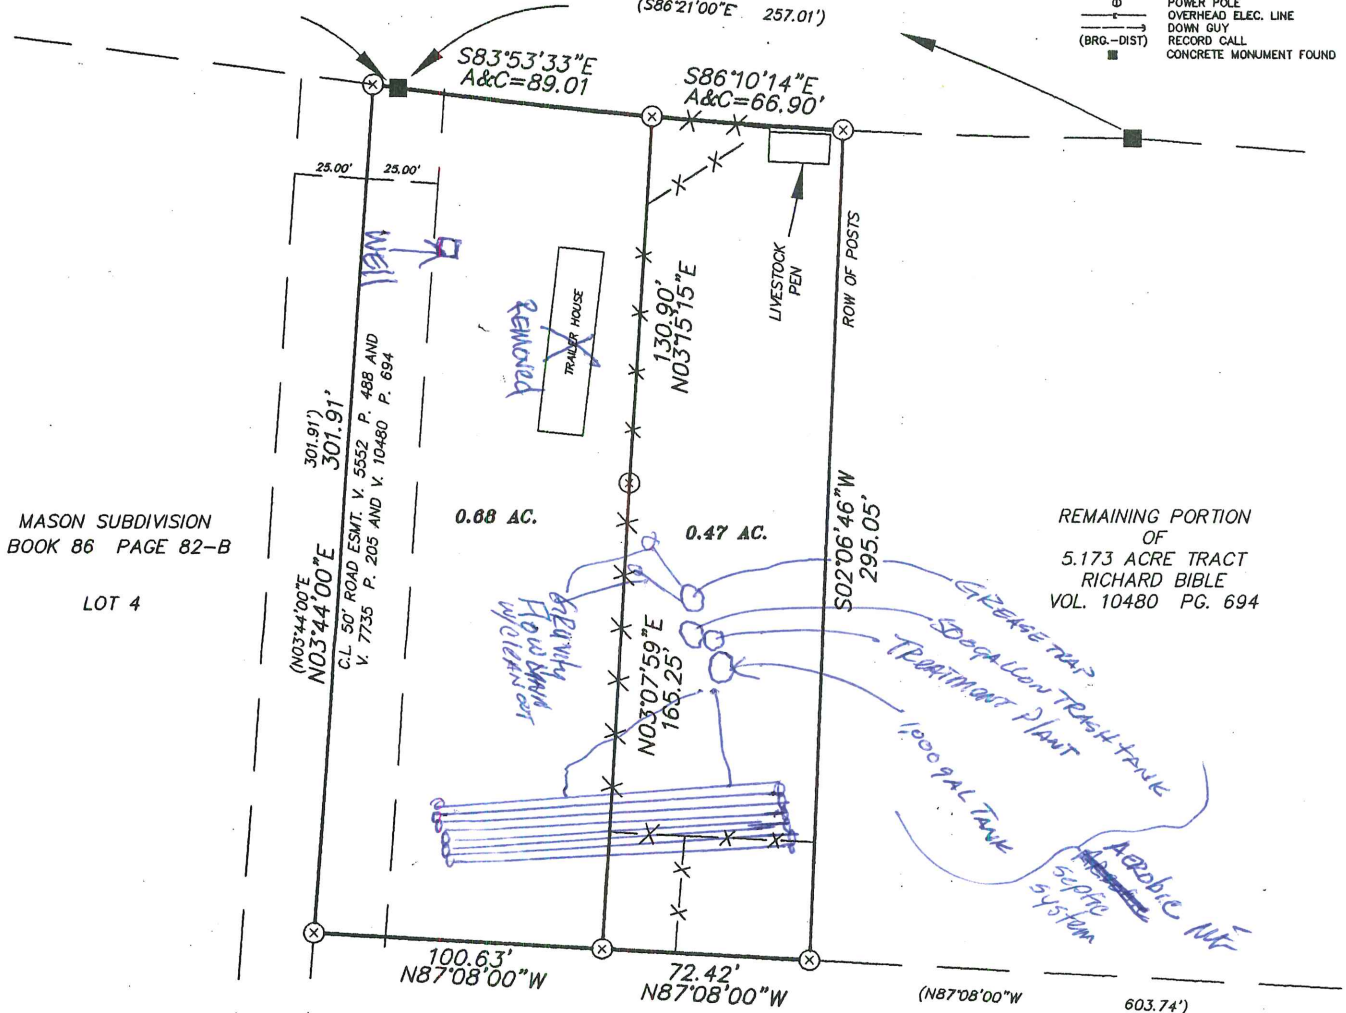 (S86°21'00"E 257.01')
POWER POLE
OVERHEAD ELEC. LINE
DOWN GUY
(BRG.-DIST) RECORD CALL
CONCRETE MONUMENT FOUND
S83°53'33"E
A&C=89.01
S86°10'14"E
A&C=66.90'
25.00' 25.00'
WELL
REMOVED
TRAILER HOUSE
130.90'
N03°15'15"E
LIVESTOCK
PEN
ROW OF POSTS
301.91')
301.91'
(N03°44'00"E
N03°44'00"E
C.L 50' ROAD ESMT. V. 5552 P. 488 AND
V. 7735 P. 205 AND V. 10480 P. 694
MASON SUBDIVISION
BOOK 86 PAGE 82-B
LOT 4
0.68 AC.
0.47 AC.
S02°06'46"W
295.05'
REMAINING PORTION
OF
5.173 ACRE TRACT
RICHARD BIBLE
VOL. 10480 PG. 694
GRAVITY
FLOW MAIN
W/CLEANOUT
N03°07'59"E
165.25'
GREASE TRAP
500GALLON TRASH TANK
TREATMENT PLANT
1,000 GAL TANK
AEROBIC
SEPTIC
SYSTEM
100.63'
N87°08'00"W
72.42'
N87°08'00"W
(N87°08'00"W 603.74')